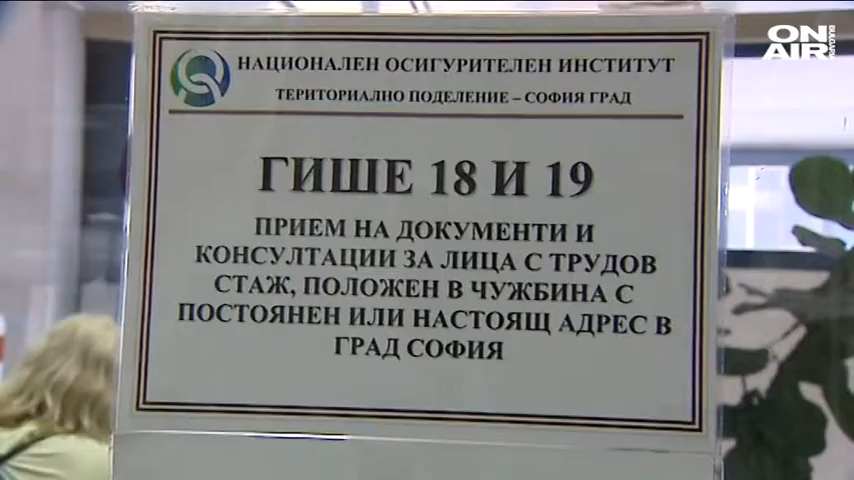 НАЦИОНАЛЕН ОСИГУРИТЕЛЕН ИНСТИТУТ
ТЕРИТОРИАЛНО ПОДЕЛЕНИЕ – СОФИЯ ГРАД
ГИШЕ 18 И 19
ПРИЕМ НА ДОКУМЕНТИ И
КОНСУЛТАЦИИ ЗА ЛИЦА С ТРУДОВ
СТАЖ, ПОЛОЖЕН В ЧУЖБИНА С
ПОСТОЯНЕН ИЛИ НАСТОЯЩ АДРЕС В
ГРАД СОФИЯ
ON
AIR
BULGARIA